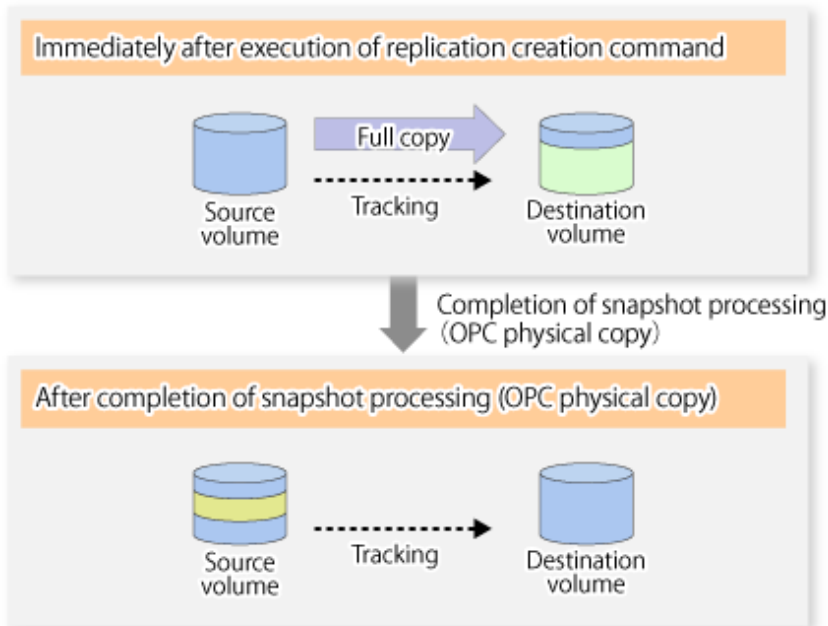 Immediately after execution of replication creation command
Full copy
Tracking
Source
volume
Destination
volume
Completion of snapshot processing
(OPC physical copy)
After completion of snapshot processing (OPC physical copy)
Tracking
Source
volume
Destination
volume